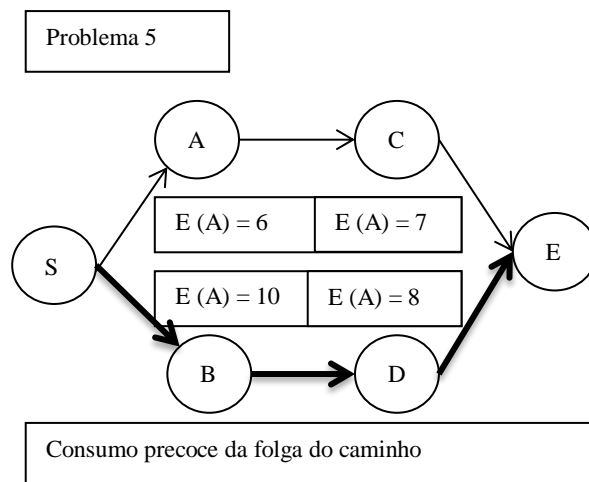 Problema 5
A
C
E (A) = 6
E (A) = 7
S
E
E (A) = 10
E (A) = 8
B
D
Consumo precoce da folga do caminho